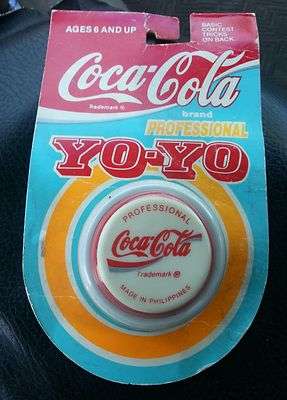 AGES 6 AND UP
BASIC
CONTEST
TRICKS
ON BACK.
Coca-Cola
Trademark ®
brand
PROFESSIONAL
YO-YO
PROFESSIONAL
Coca-Cola
Trademark ®
MADE IN PHILIPPINES